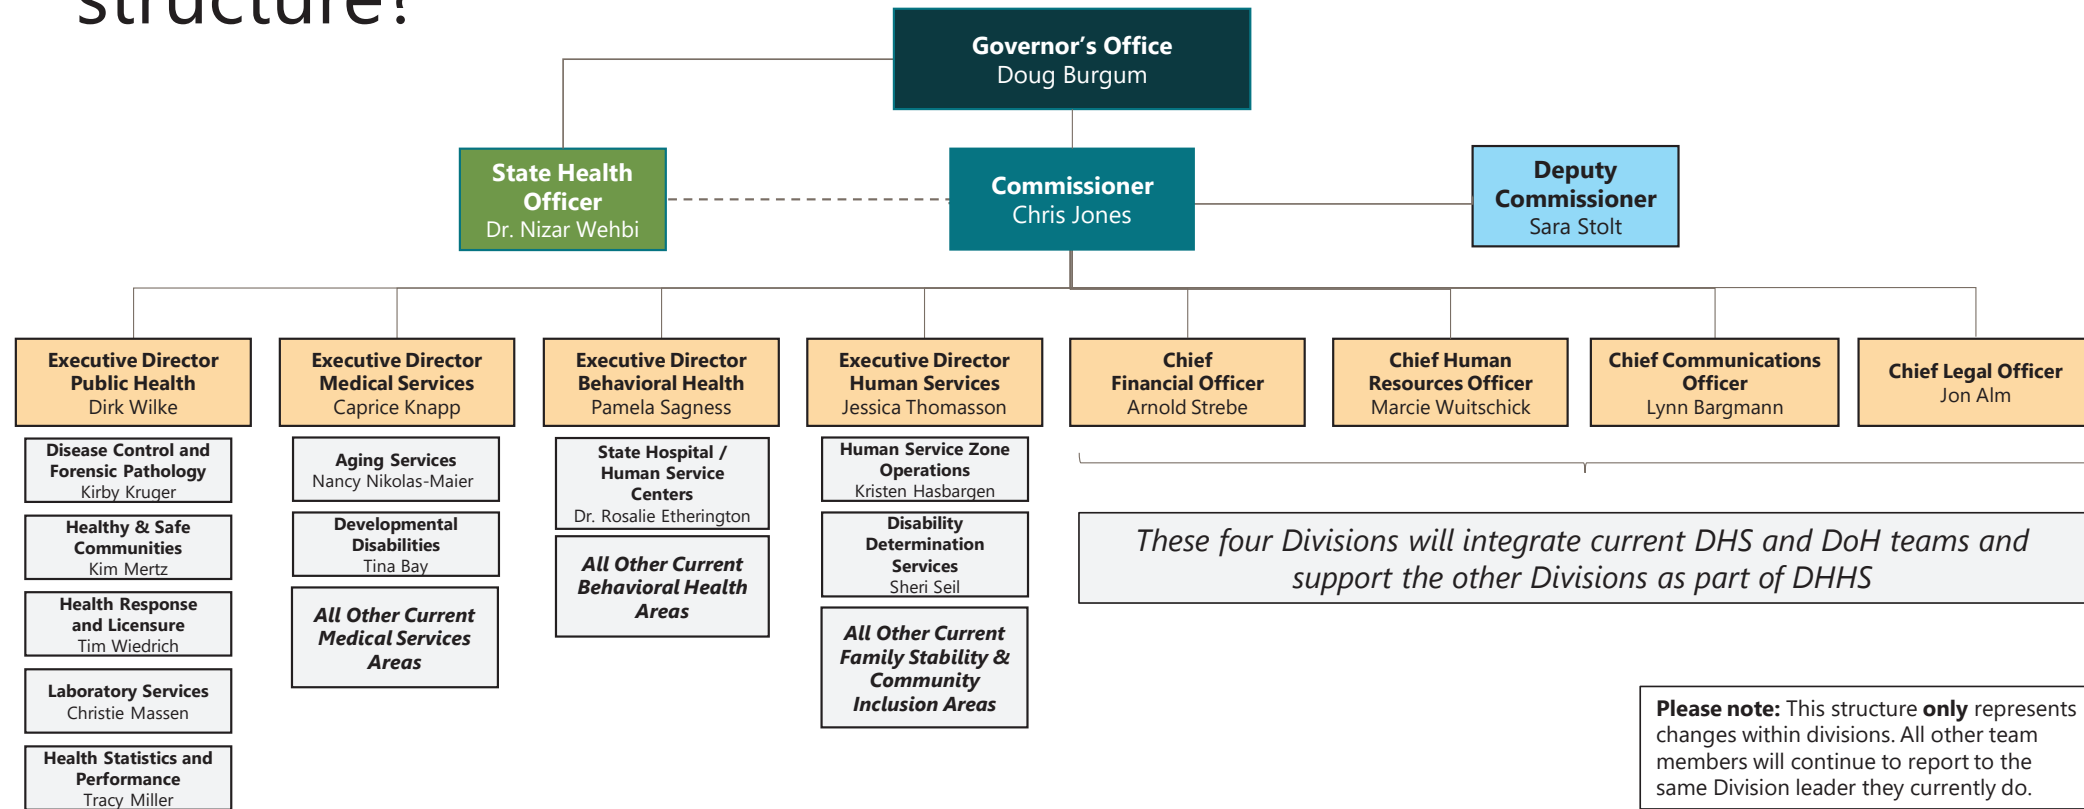 structure?
Governor’s Office
Doug Burgum
State Health
Officer
Dr. Nizar Wehbi
Commissioner
Chris Jones
Deputy
Commissioner
Sara Stolt
Executive Director
Public Health
Dirk Wilke
Executive Director
Medical Services
Caprice Knapp
Executive Director
Behavioral Health
Pamela Sagness
Executive Director
Human Services
Jessica Thomasson
Chief
Financial Officer
Arnold Strebe
Chief Human
Resources Officer
Marcie Wuitschick
Chief Communications
Officer
Lynn Bargmann
Chief Legal Officer
Jon Alm
Disease Control and
Forensic Pathology
Kirby Kruger
Healthy & Safe
Communities
Kim Mertz
Health Response
and Licensure
Tim Wiedrich
Laboratory Services
Christie Massen
Health Statistics and
Performance
Tracy Miller
Aging Services
Nancy Nikolas-Maier
Developmental
Disabilities
Tina Bay
All Other Current
Medical Services
Areas
State Hospital /
Human Service
Centers
Dr. Rosalie Etherington
All Other Current
Behavioral Health
Areas
Human Service Zone
Operations
Kristen Hasbargen
Disability
Determination
Services
Sheri Seil
All Other Current
Family Stability &
Community
Inclusion Areas
These four Divisions will integrate current DHS and DoH teams and
support the other Divisions as part of DHHS
Please note: This structure only represents
changes within divisions. All other team
members will continue to report to the
same Division leader they currently do.